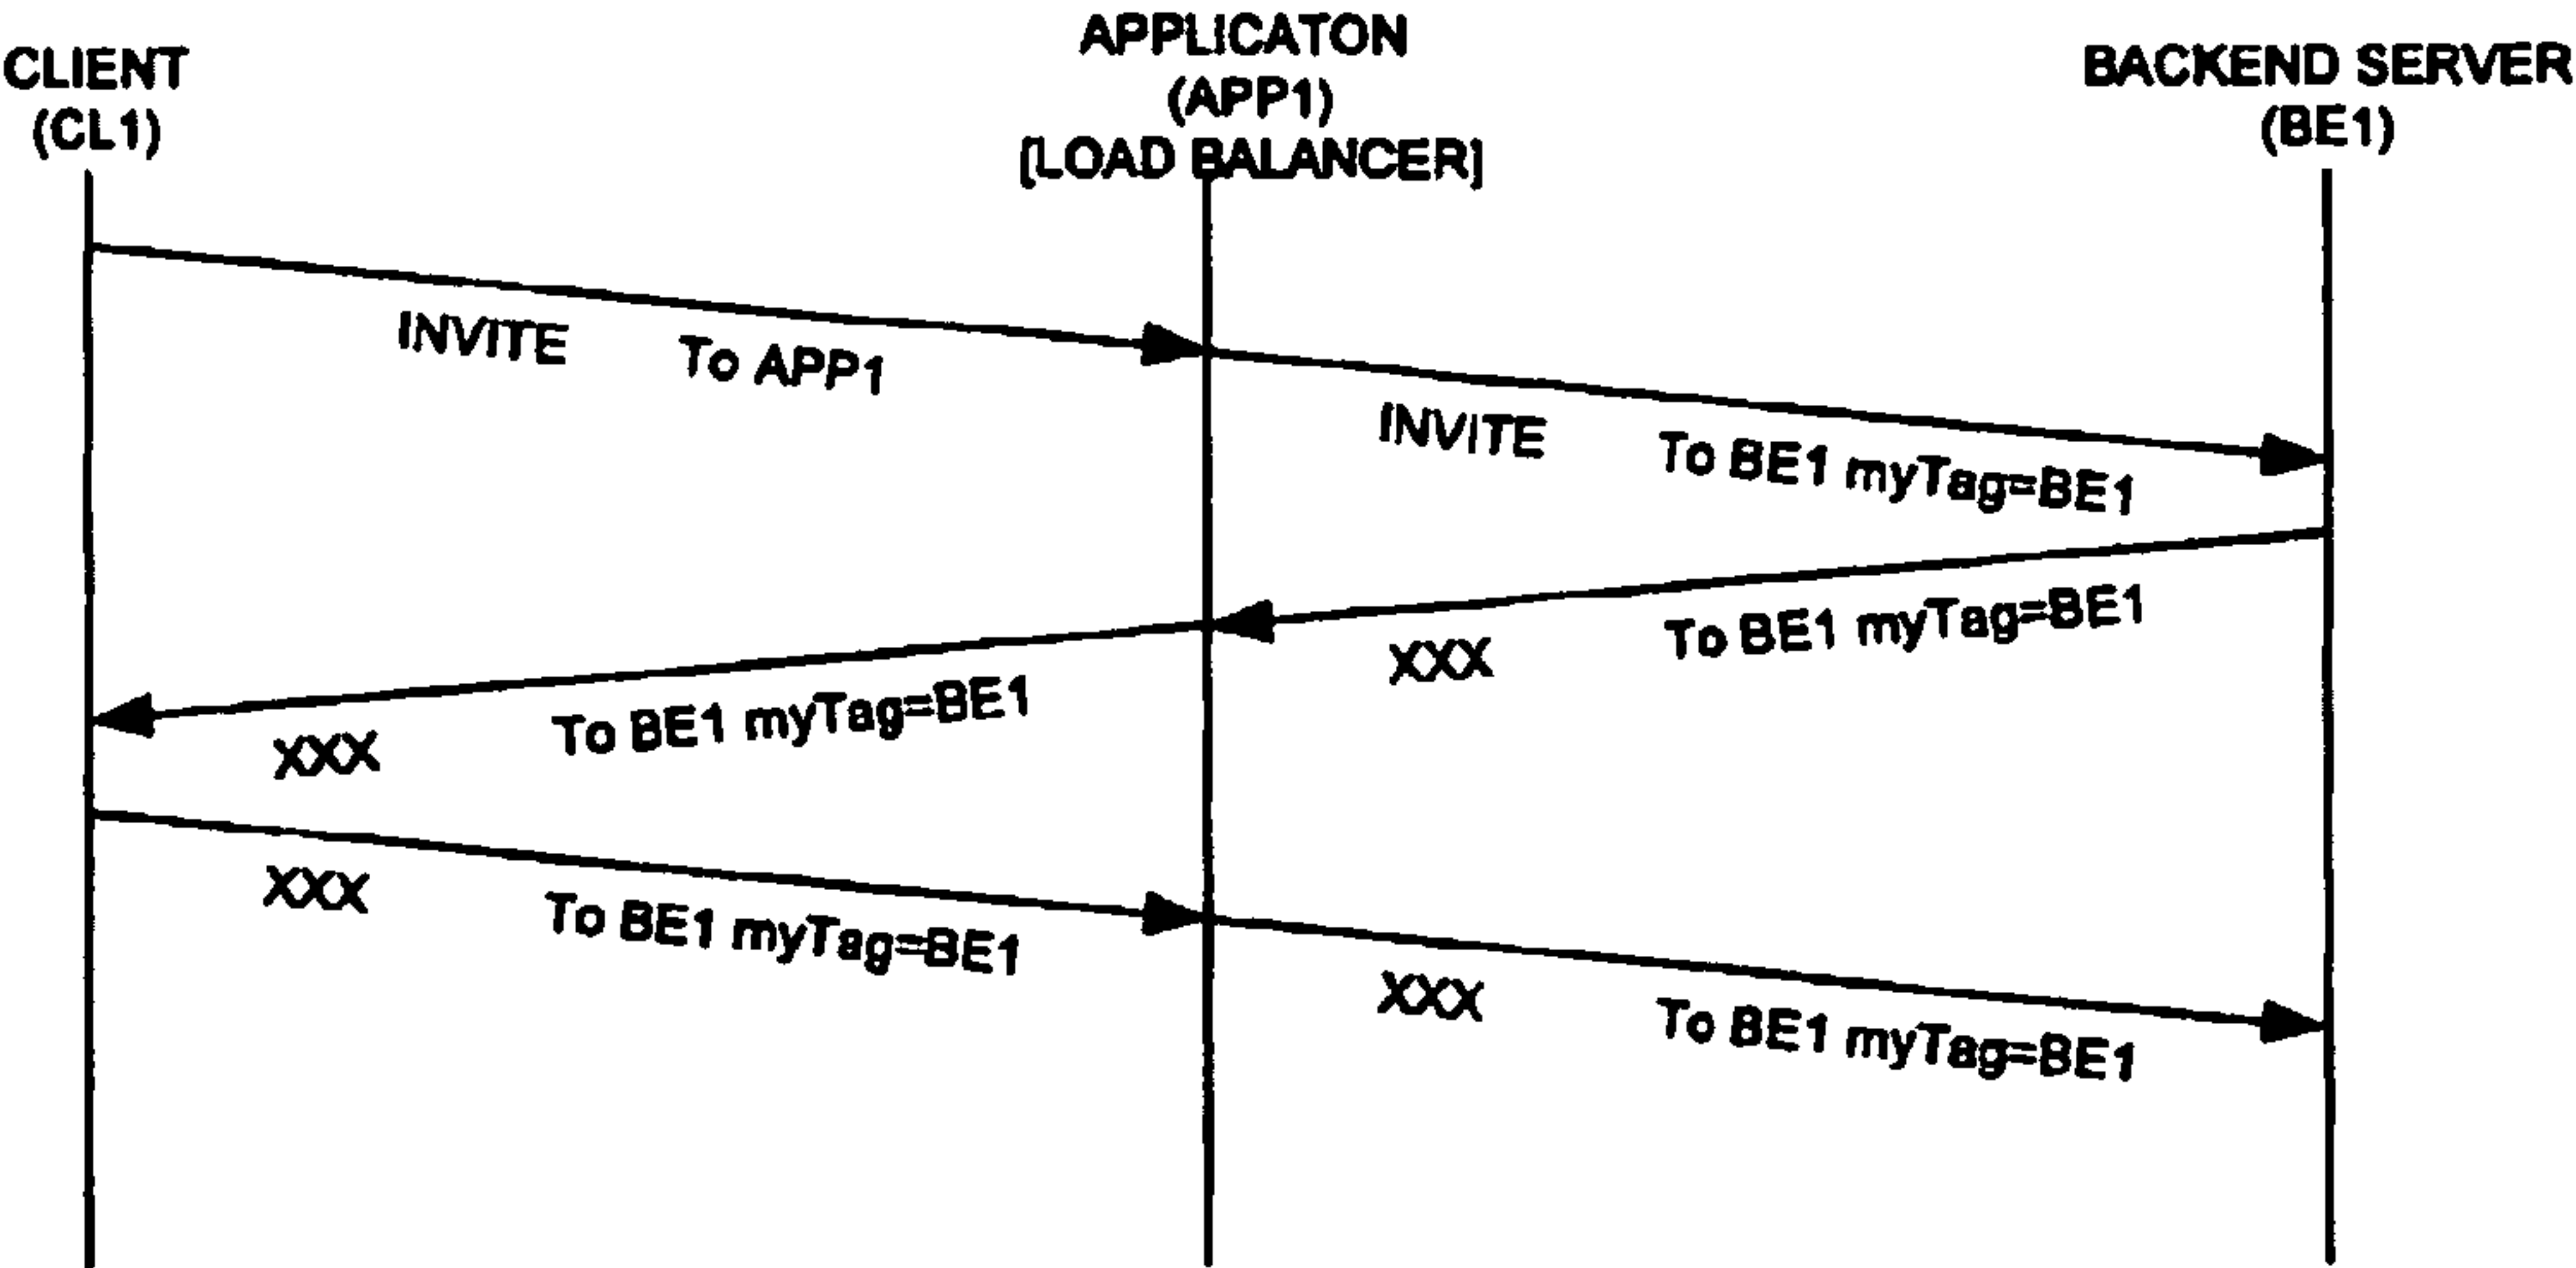 CLIENT
(CL1)
APPLICATON
(APP1)
[LOAD BALANCER]
BACKEND SERVER
(BE1)
INVITE To APP1
INVITE To BE1 myTag=BE1
XXX To BE1 myTag=BE1
XXX To BE1 myTag=BE1
XXX To BE1 myTag=BE1
XXX To BE1 myTag=BE1